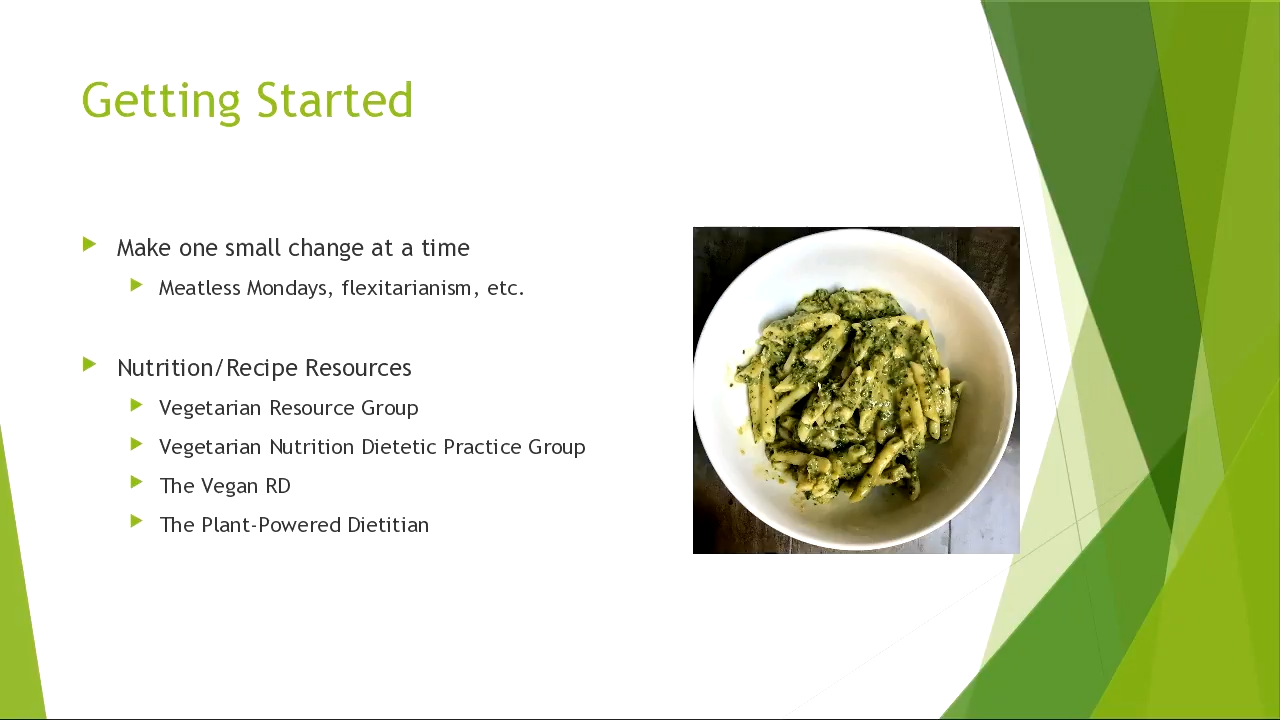 Getting Started
Make one small change at a time
Meatless Mondays, flexitarianism, etc.
Nutrition/Recipe Resources
Vegetarian Resource Group
Vegetarian Nutrition Dietetic Practice Group
The Vegan RD
The Plant-Powered Dietitian